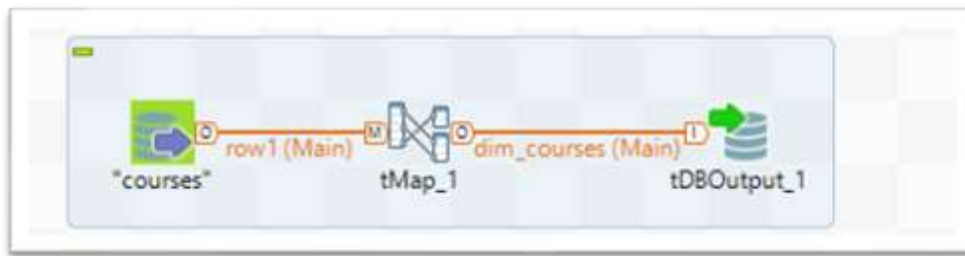 O row1 (Main) M O dim_courses (Main) I
"courses" tMap_1 tDBOutput_1